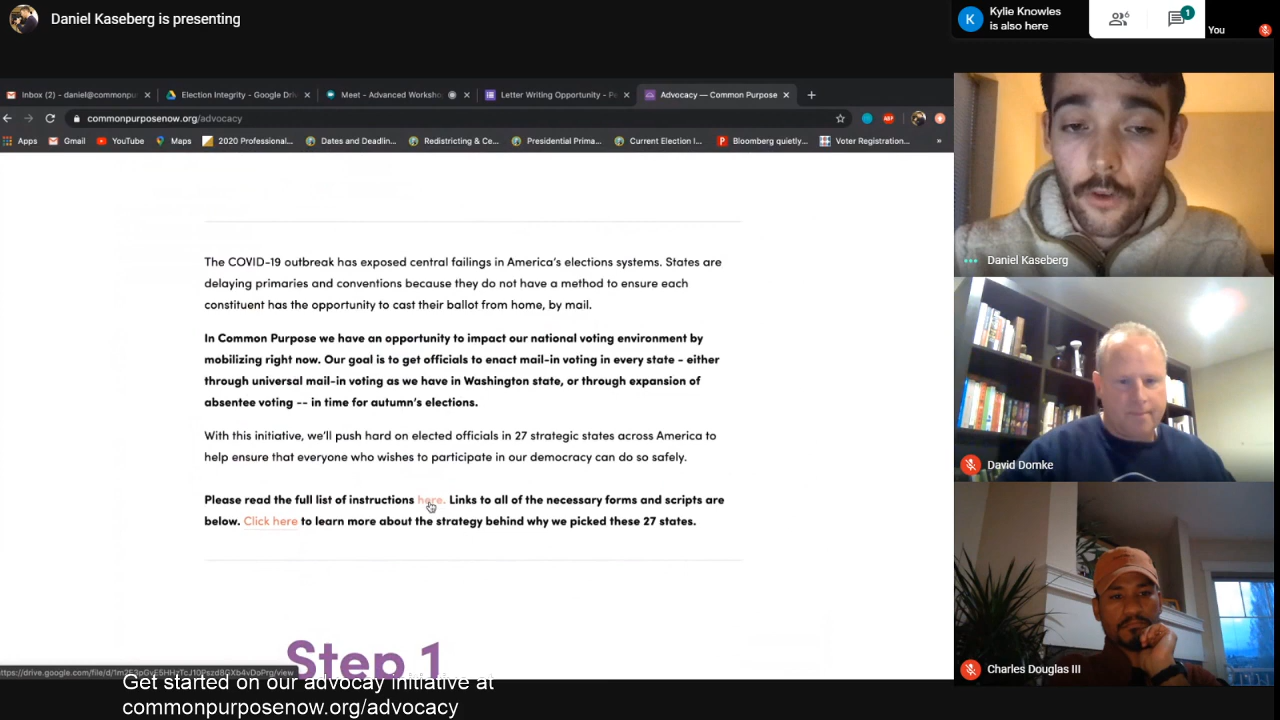 Daniel Kaseberg is presenting
K
Kylie Knowles
is also here
6
1
You
Inbox (2) - daniel@commonpu
Election Integrity - Google Dri
Meet - Advanced Worksho
Letter Writing Opportunity - P
Advocacy — Common Purpose
commonpurposenow.org/advocacy
ABP
Apps
Gmail
YouTube
Maps
2020 Professional...
Dates and Deadlin...
Redistricting & Ce...
Presidential Prima...
Current Election I...
Bloomberg quietly...
Voter Registration...
»
The COVID-19 outbreak has exposed central failings in America's elections systems. States are
delaying primaries and conventions because they do not have a method to ensure each
constituent has the opportunity to cast their ballot from home, by mail.
In Common Purpose we have an opportunity to impact our national voting environment by
mobilizing right now. Our goal is to get officials to enact mail-in voting in every state - either
through universal mail-in voting as we have in Washington state, or through expansion of
absentee voting -- in time for autumn's elections.
With this initiative, we'll push hard on elected officials in 27 strategic states across America to
help ensure that everyone who wishes to participate in our democracy can do so safely.
Please read the full list of instructions here. Links to all of the necessary forms and scripts are
below. Click here to learn more about the strategy behind why we picked these 27 states.
Step 1
Get started on our advocay initiative at
commonpurposenow.org/advocacy
Daniel Kaseberg
David Domke
Charles Douglas III